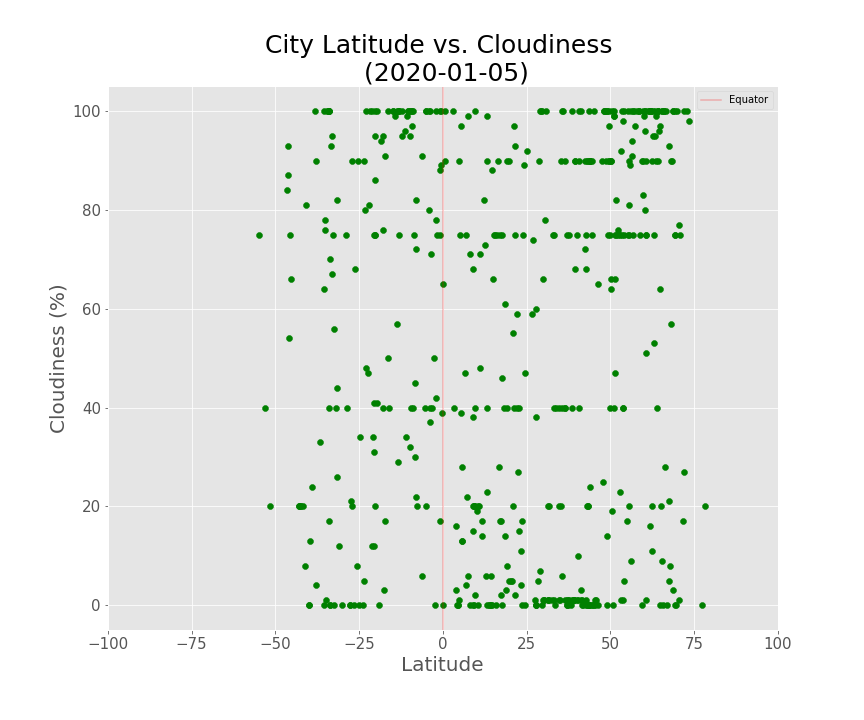 City Latitude vs. Cloudiness
(2020-01-05)
Equator
100
80
60
40
20
0
Cloudiness (%)
−100 −75 −50 −25 0 25 50 75 100
Latitude